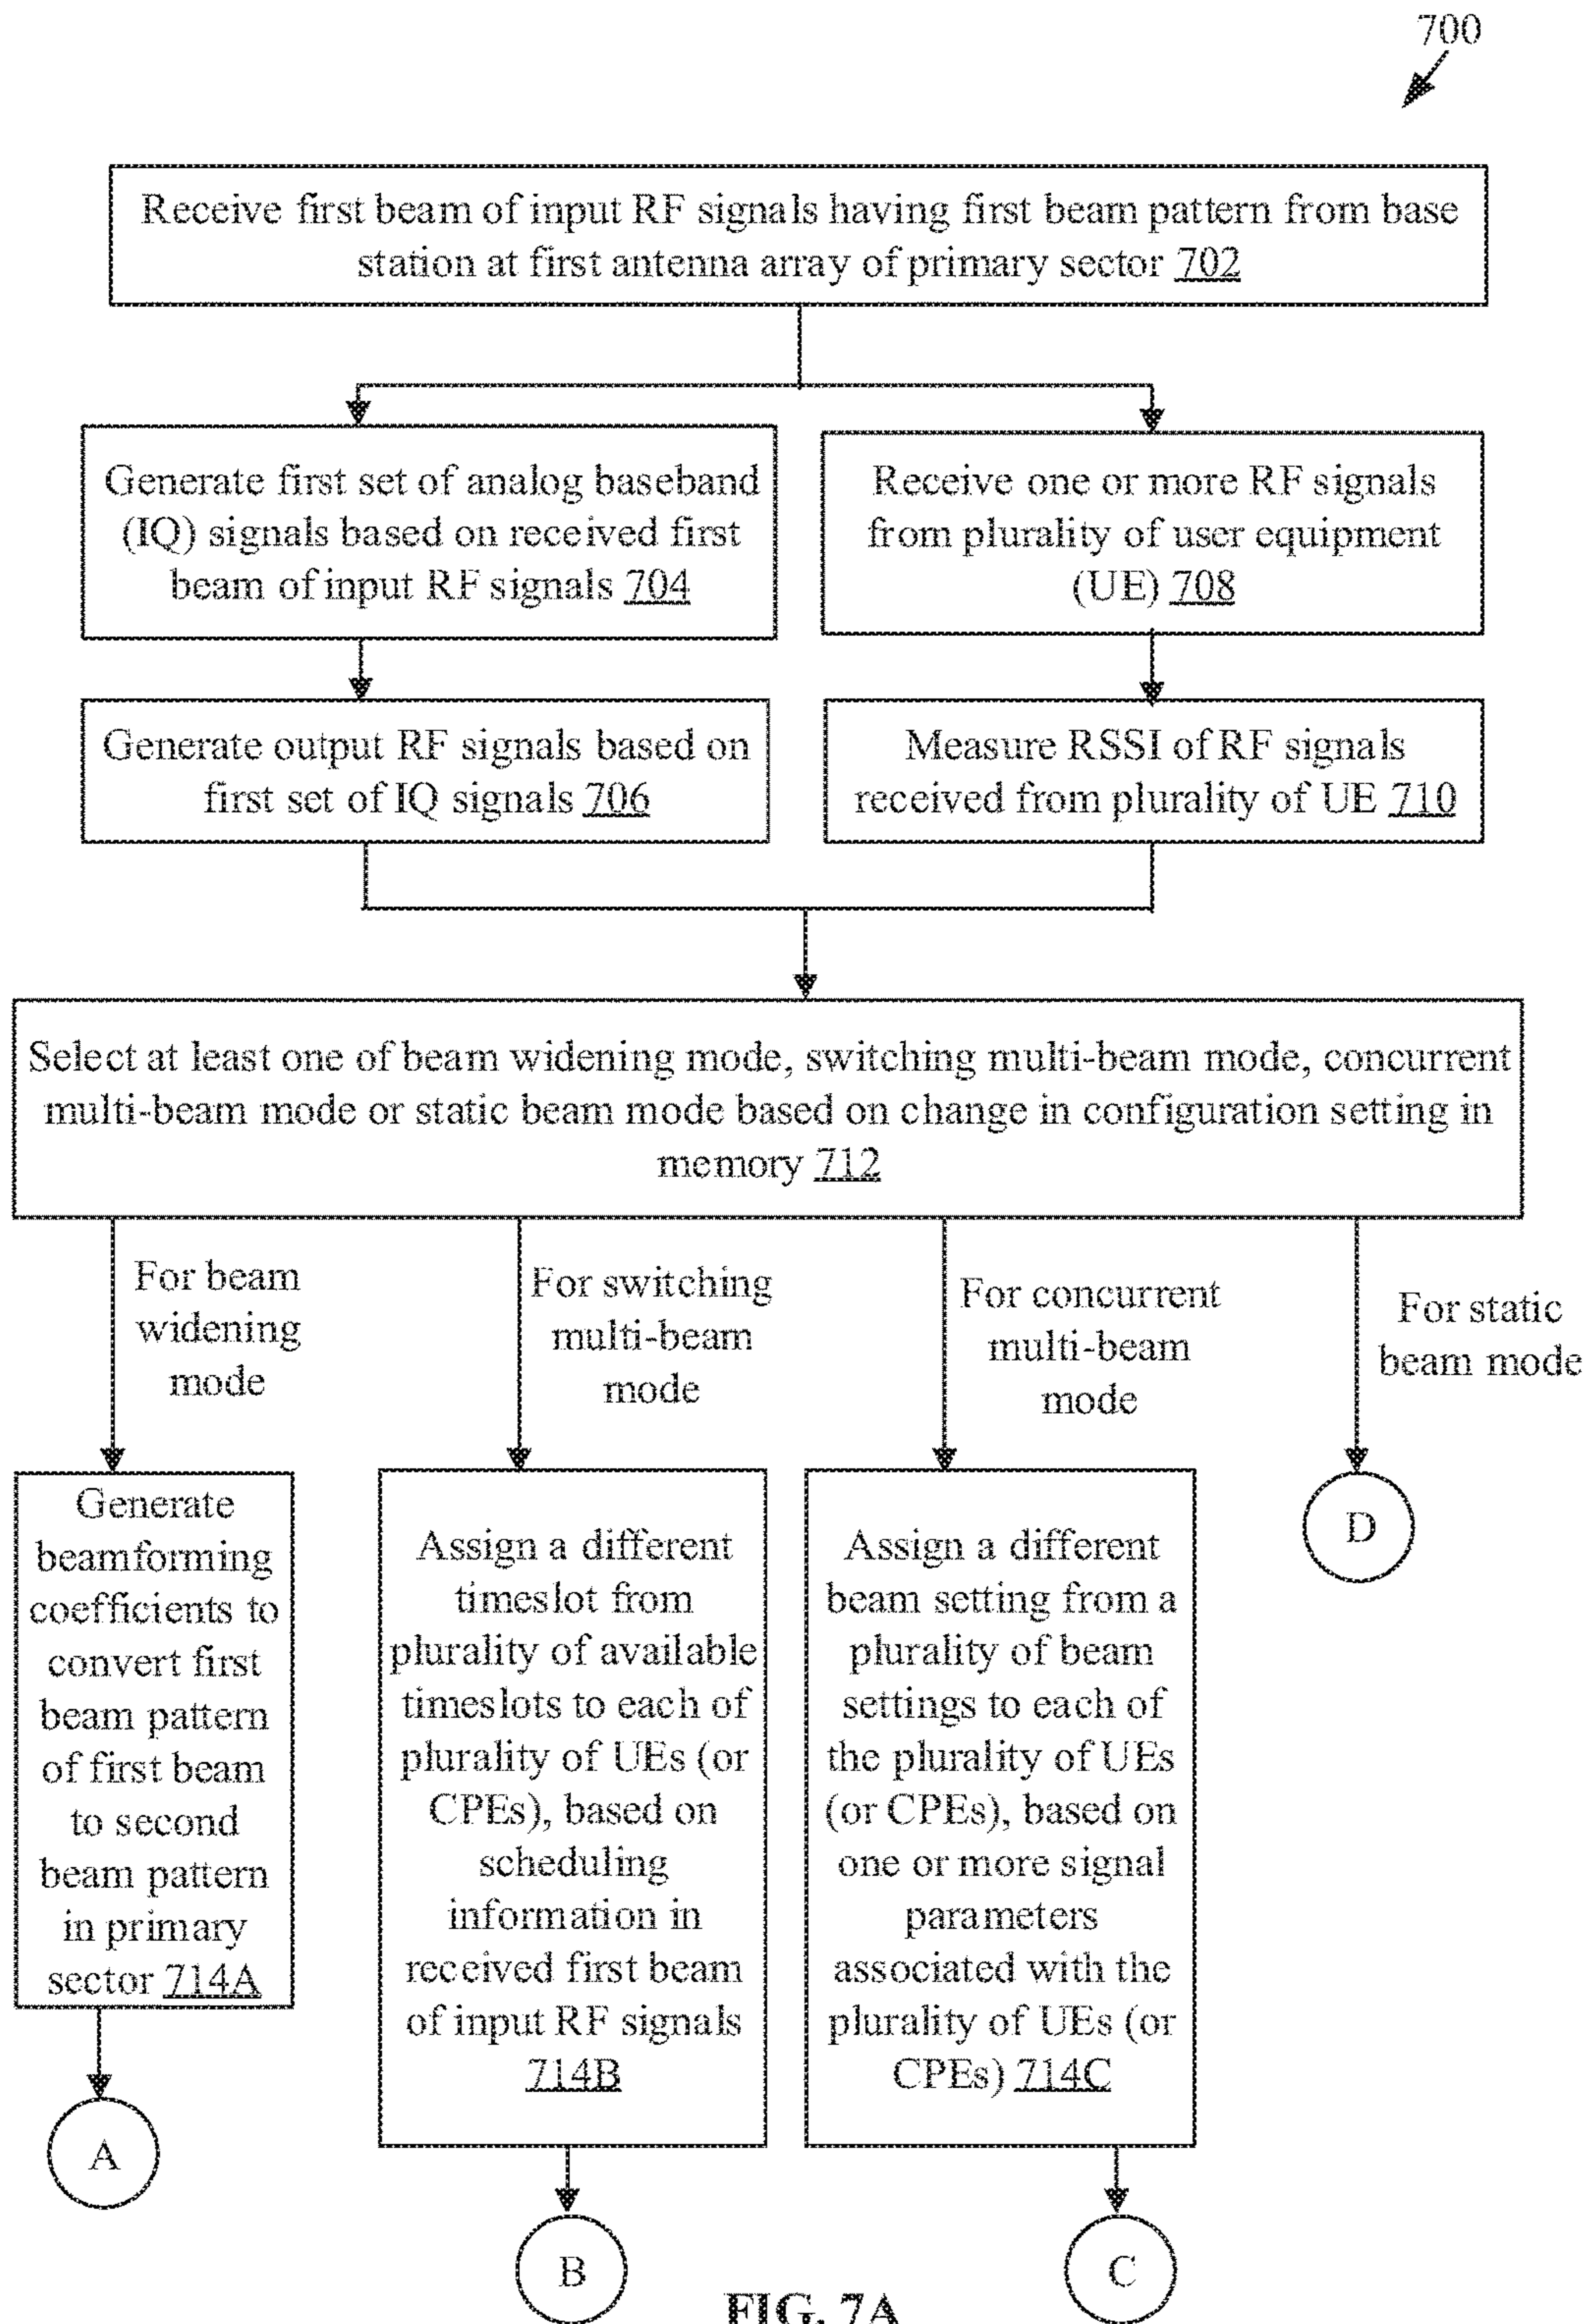 700
Receive first beam of input RF signals having first beam pattern from base
station at first antenna array of primary sector 702
Generate first set of analog baseband
(IQ) signals based on received first
beam of input RF signals 704
Receive one or more RF signals
from plurality of user equipment
(UE) 708
Generate output RF signals based on
first set of IQ signals 706
Measure RSSI of RF signals
received from plurality of UE 710
Select at least one of beam widening mode, switching multi-beam mode, concurrent
multi-beam mode or static beam mode based on change in configuration setting in
memory 712
For beam
widening
mode
For switching
multi-beam
mode
For concurrent
multi-beam
mode
For static
beam mode
Generate
beamforming
coefficients to
convert first
beam pattern
of first beam
to second
beam pattern
in primary
sector 714A
Assign a different
timeslot from
plurality of available
timeslots to each of
plurality of UEs (or
CPEs), based on
scheduling
information in
received first beam
of input RF signals
714B
Assign a different
beam setting from a
plurality of beam
settings to each of
the plurality of UEs
(or CPEs), based on
one or more signal
parameters
associated with the
plurality of UEs (or
CPEs) 714C
D
A
B
C
FIG. 7A